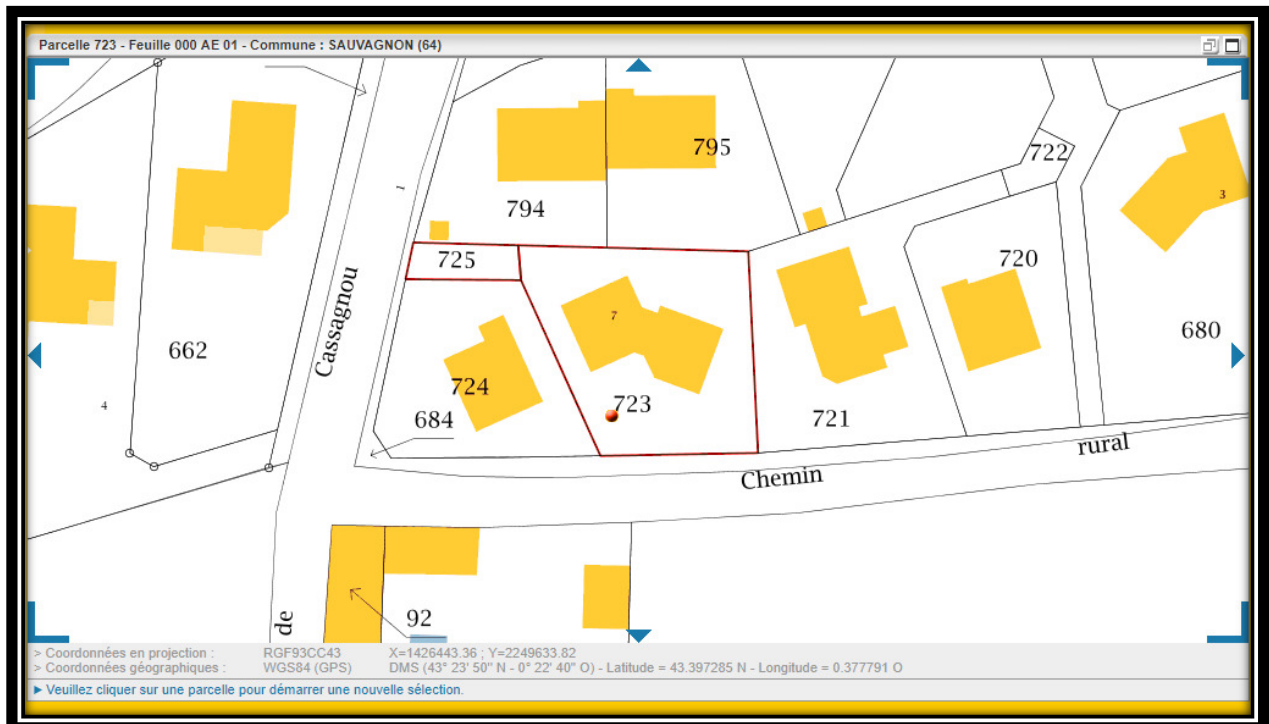 Parcelle 723 - Feuille 000 AE 01 - Commune : SAUVAGNON (64)
722
795
3
1
794
725
720
Cassagnou
7
680
662
724
4
723
684
721
rural
Chemin
92
de
> Coordonnées en projection : RGF93CC43 X=1426443.36 ; Y=2249633.82
> Coordonnées géographiques : WGS84 (GPS) DMS (43° 23' 50'' N - 0° 22' 40'' O) - Latitude = 43.397285 N - Longitude = 0.377791 O
Veuillez cliquer sur une parcelle pour démarrer une nouvelle sélection.